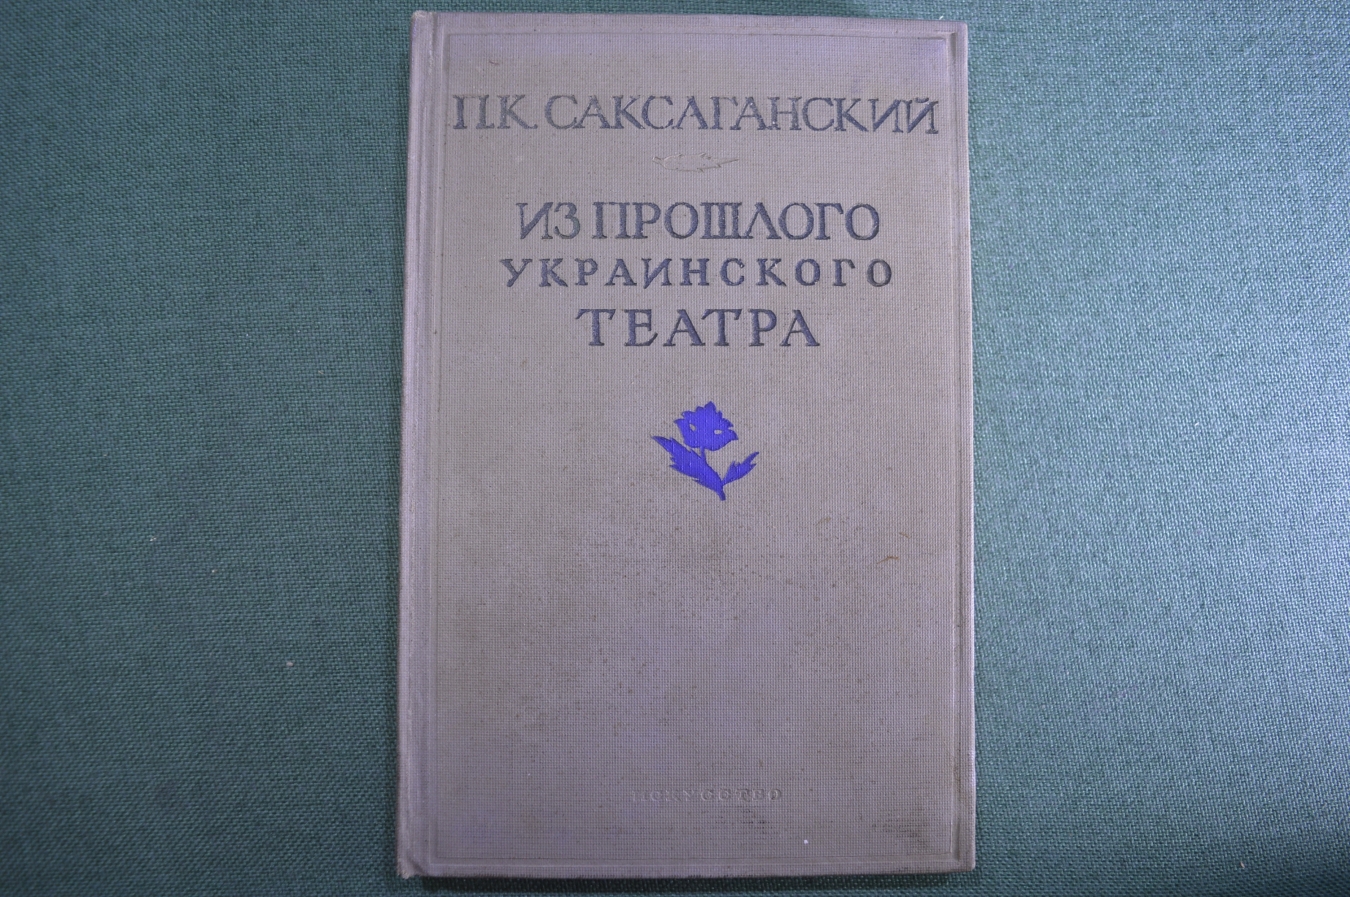 П.К. САКСАГАНСКИЙ
ИЗ ПРОШЛОГО
УКРАИНСКОГО
ТЕАТРА
ИСКУССТВО